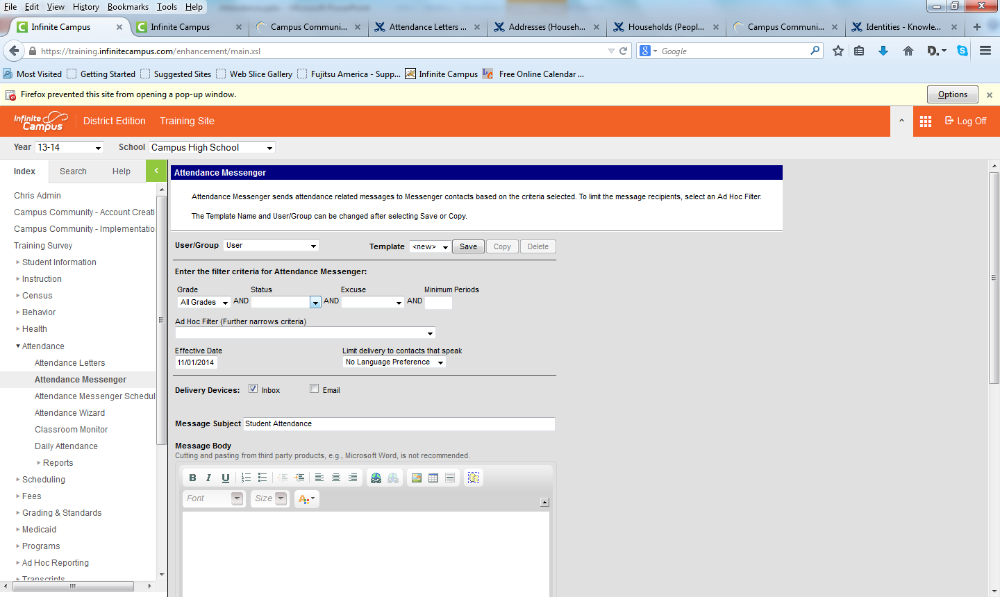 File Edit View History Bookmarks Tools Help
Infinite Campus
Infinite Campus
Campus Communi...
Attendance Letters ...
Addresses (Househ...
Households (Peopl...
Campus Communi...
Identities - Knowle...
https://training.infinitecampus.com/enhancement/main.xsl
Google
Most Visited Getting Started Suggested Sites Web Slice Gallery Fujitsu America - Supp... Infinite Campus Free Online Calendar ...
Firefox prevented this site from opening a pop-up window.
Options
Infinite Campus
District Edition
Training Site
Log Off
Year 13-14 School Campus High School
Index Search Help
Chris Admin
Campus Community - Account Creati
Campus Community - Implementatio
Training Survey
Student Information
Instruction
Census
Behavior
Health
Attendance
Attendance Letters
Attendance Messenger
Attendance Messenger Schedul
Attendance Wizard
Classroom Monitor
Daily Attendance
Reports
Scheduling
Fees
Grading & Standards
Medicaid
Programs
Ad Hoc Reporting
Transcripts
Attendance Messenger
Attendance Messenger sends attendance related messages to Messenger contacts based on the criteria selected. To limit the message recipients, select an Ad Hoc Filter.
The Template Name and User/Group can be changed after selecting Save or Copy.
User/Group User Template <new> Save Copy Delete
Enter the filter criteria for Attendance Messenger:
Grade Status Excuse Minimum Periods
All Grades AND AND AND
Ad Hoc Filter (Further narrows criteria)
Effective Date Limit delivery to contacts that speak
11/01/2014 No Language Preference
Delivery Devices: Inbox Email
Message Subject Student Attendance
Message Body
Cutting and pasting from third party products, e.g., Microsoft Word, is not recommended.
B I U
Font Size A